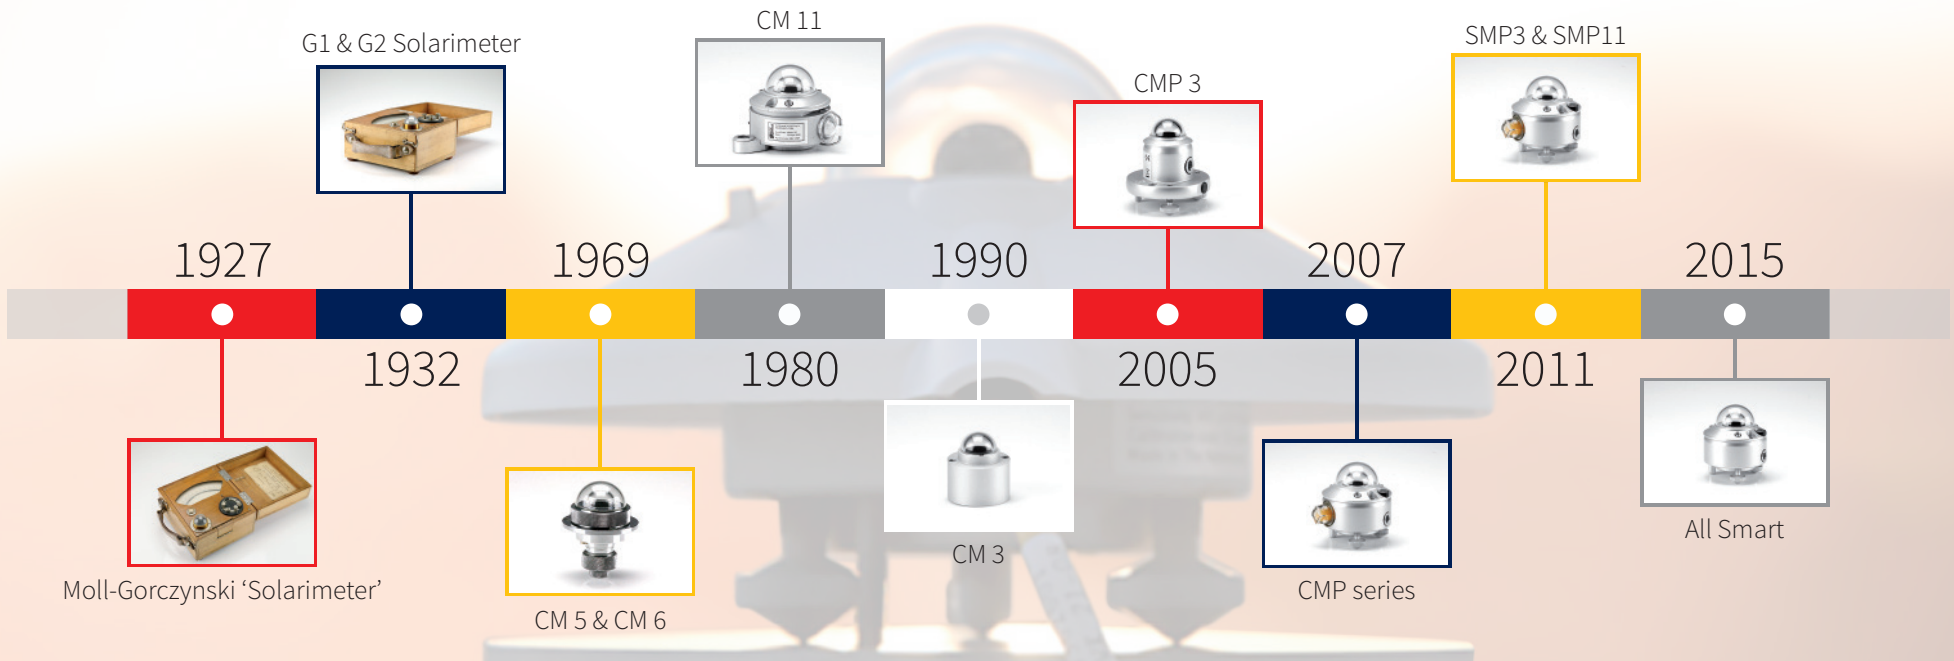 CM 11
SMP3 & SMP11
G1 & G2 Solarimeter
CMP 3
1927
1969
1990
2007
2015
1932
1980
2005
2011
All Smart
CM 3
Moll-Gorczynski ‘Solarimeter’
CMP series
CM 5 & CM 6